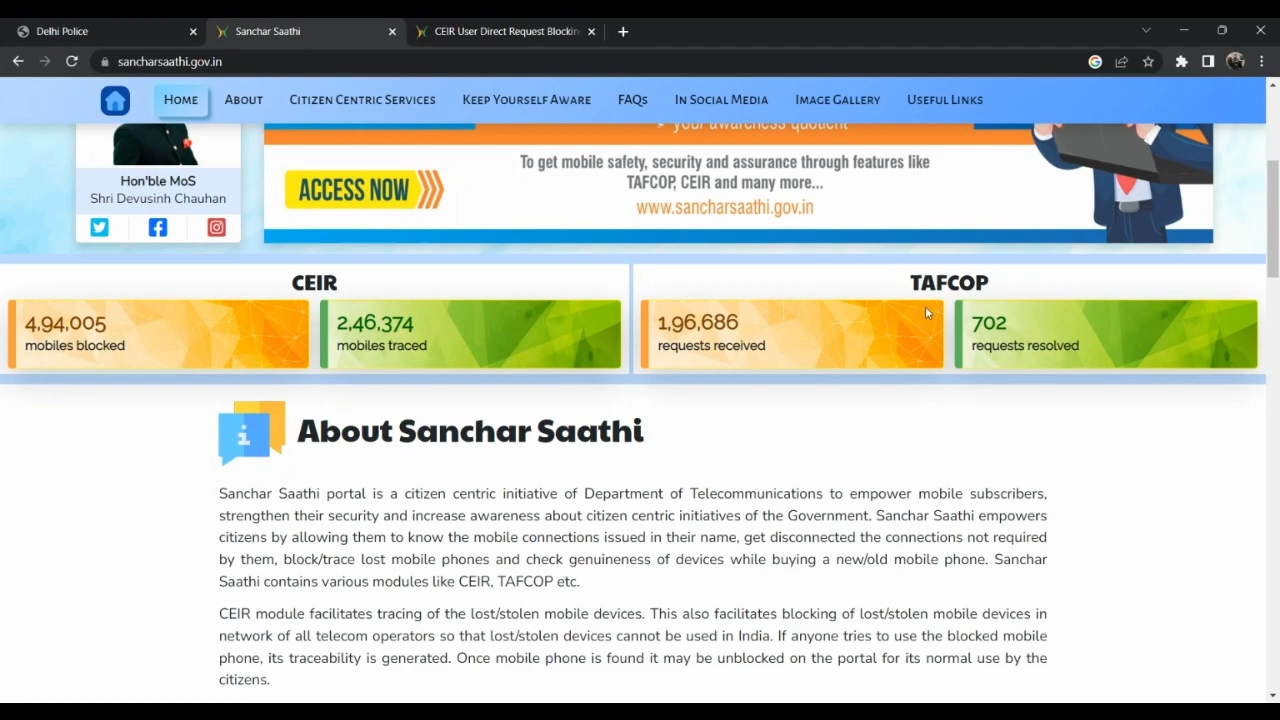 Delhi Police
Sanchar Saathi
CEIR User Direct Request Blockin
sancharsaathi.gov.in
HOME
ABOUT
CITIZEN CENTRIC SERVICES
KEEP YOURSELF AWARE
FAQS
IN SOCIAL MEDIA
IMAGE GALLERY
USEFUL LINKS
your awareness quotient
To get mobile safety, security and assurance through features like
TAFCOP, CEIR and many more...
www.sancharsaathi.gov.in
ACCESS NOW
Hon'ble MoS
Shri Devusinh Chauhan
CEIR
4,94,005
mobiles blocked
2,46,374
mobiles traced
TAFCOP
1,96,686
requests received
702
requests resolved
About Sanchar Saathi
Sanchar Saathi portal is a citizen centric initiative of Department of Telecommunications to empower mobile subscribers,
strengthen their security and increase awareness about citizen centric initiatives of the Government. Sanchar Saathi empowers
citizens by allowing them to know the mobile connections issued in their name, get disconnected the connections not required
by them, block/trace lost mobile phones and check genuineness of devices while buying a new/old mobile phone. Sanchar
Saathi contains various modules like CEIR, TAFCOP etc.
CEIR module facilitates tracing of the lost/stolen mobile devices. This also facilitates blocking of lost/stolen mobile devices in
network of all telecom operators so that lost/stolen devices cannot be used in India. If anyone tries to use the blocked mobile
phone, its traceability is generated. Once mobile phone is found it may be unblocked on the portal for its normal use by the
citizens.